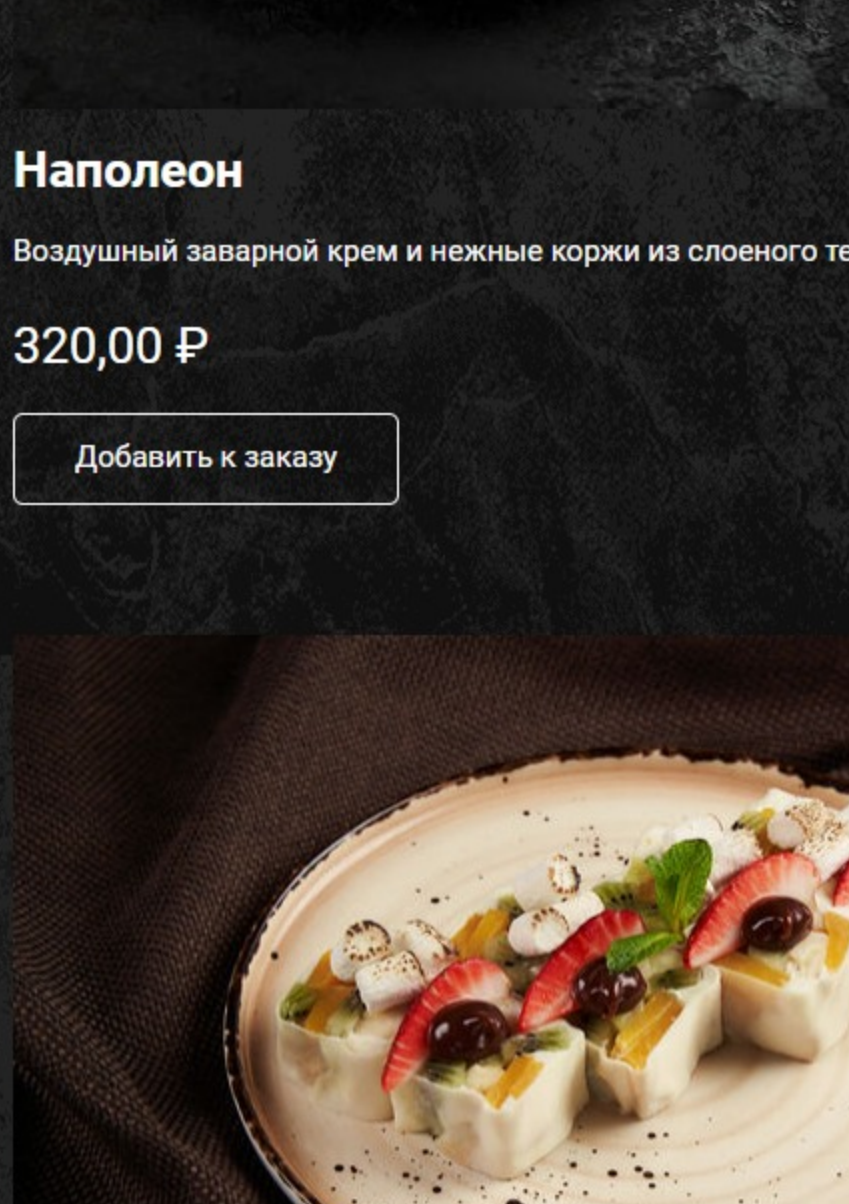 Наполеон
Воздушный заварной крем и нежные коржи из слоеного
320,00 ₽
Добавить к заказу